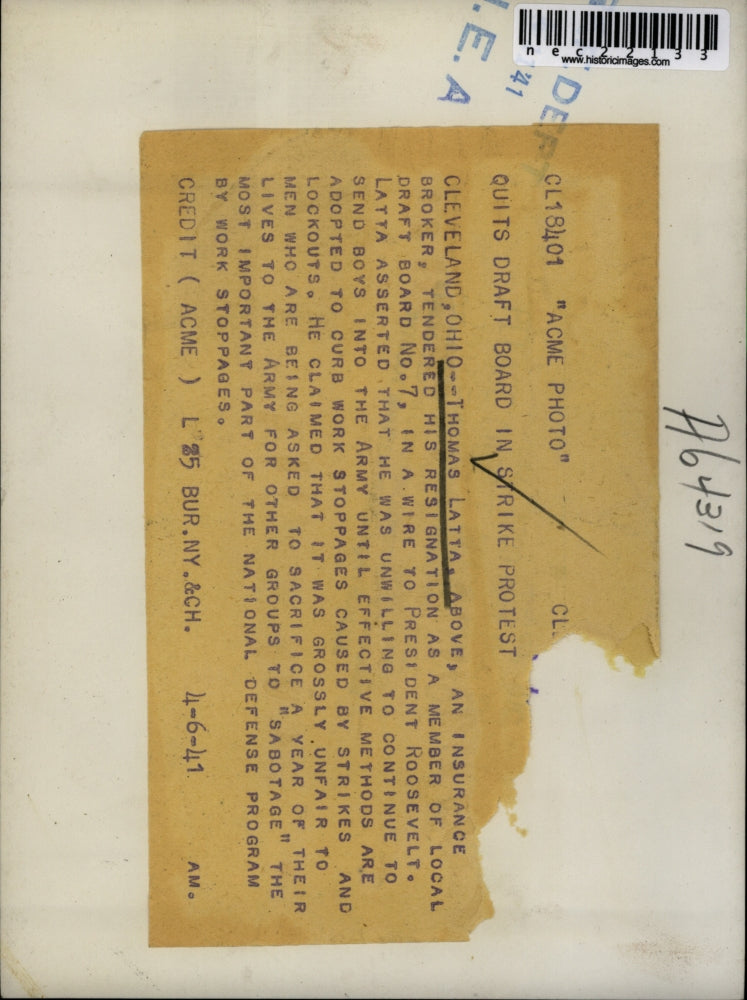 nec22133
www.historicimages.com
N.E.A
41
DEPT
A64319
CL18401 "ACME PHOTO" CL
QUITS DRAFT BOARD IN STRIKE PROTEST
CLEVELAND, OHIO--THOMAS LATTA, ABOVE, AN INSURANCE
BROKER, TENDERED HIS RESIGNATION AS A MEMBER OF LOCAL
DRAFT BOARD NO.7, IN A WIRE TO PRESIDENT ROOSEVELT.
LATTA ASSERTED THAT HE WAS UNWILLING TO CONTINUE TO
SEND BOYS INTO THE ARMY UNTIL EFFECTIVE METHODS ARE
ADOPTED TO CURB WORK STOPPAGES CAUSED BY STRIKES AND
LOCKOUTS. HE CLAIMED THAT IT WAS GROSSLY UNFAIR TO
MEN WHO ARE BEING ASKED TO SACRIFICE A YEAR OF THEIR
LIVES TO THE ARMY FOR OTHER GROUPS TO "SABOTAGE" THE
MOST IMPORTANT PART OF THE NATIONAL DEFENSE PROGRAM
BY WORK STOPPAGES.
CREDIT ( ACME ) L 25 BUR.NY.&CH. 4-6-41 AM.